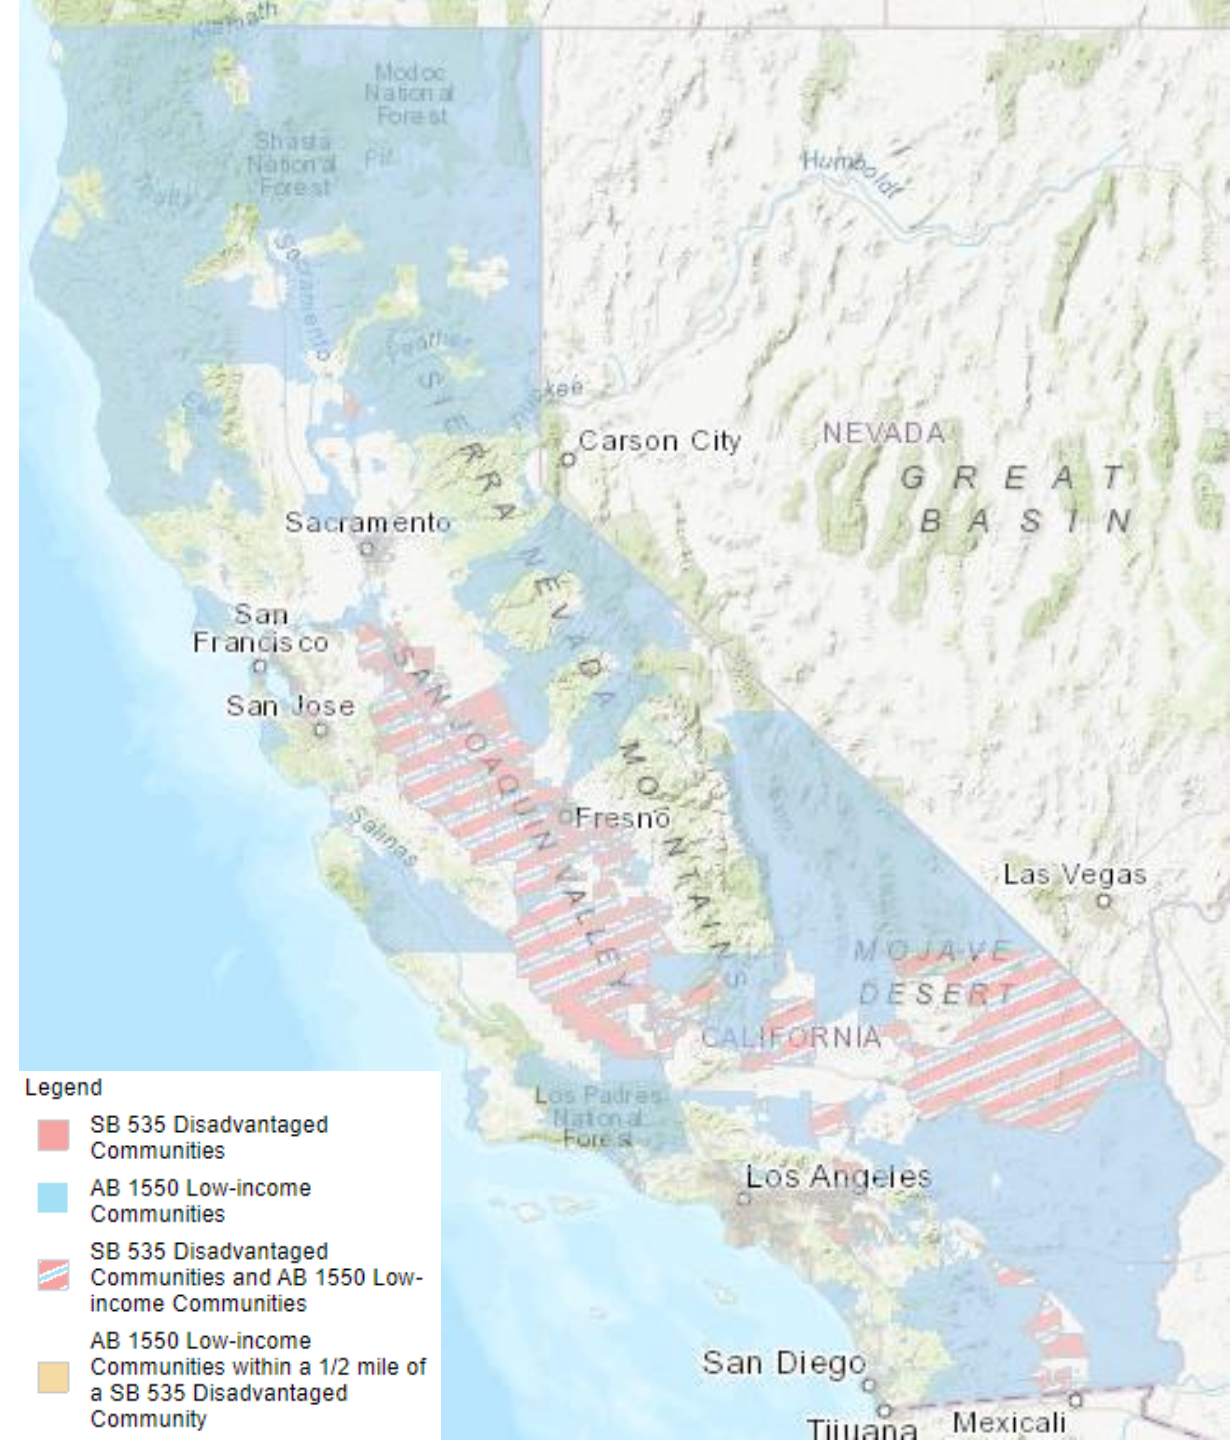 Klamath
Modoc
National
Forest
Shasta
National
Forest
Pit
Humboldt
Sacramento
Feather
SIERRA NEVADA MOUNTAINS
Carson City
NEVADA
GREAT
BASIN
Sacramento
San
Francisco
San Jose
SAN JOAQUIN VALLEY
Salinas
Fresno
Las Vegas
MOJAVE
DESERT
CALIFORNIA
Los Padres
National
Forest
Los Angeles
San Diego
Tijuana
Mexicali
Legend
SB 535 Disadvantaged
Communities
AB 1550 Low-income
Communities
SB 535 Disadvantaged
Communities and AB 1550 Low-
income Communities
AB 1550 Low-income
Communities within a 1/2 mile of
a SB 535 Disadvantaged
Community